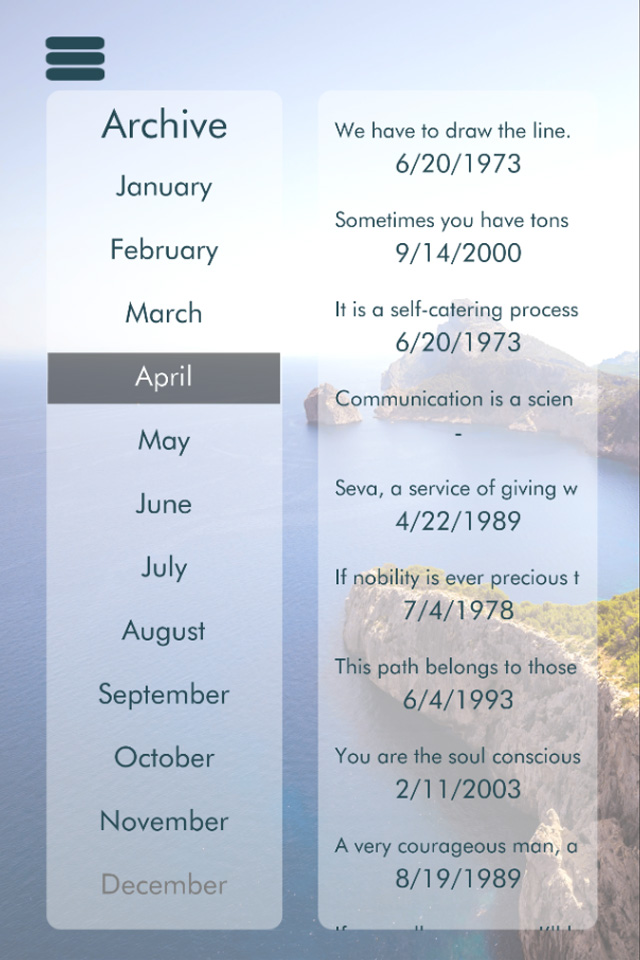 Archive
January
February
March
April
May
June
July
August
September
October
November
December
We have to draw the line.
6/20/1973
Sometimes you have tons
9/14/2000
It is a self-catering process
6/20/1973
Communication is a scien
-
Seva, a service of giving w
4/22/1989
If nobility is ever precious t
7/4/1978
This path belongs to those
6/4/1993
You are the soul conscious
2/11/2003
A very courageous man, a
8/19/1989